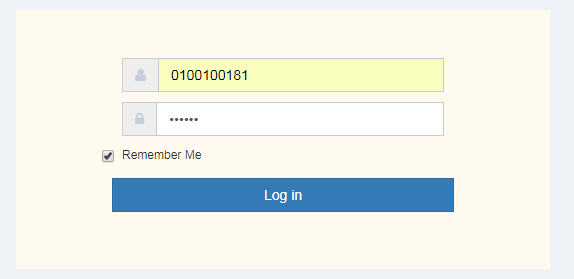 0100100181
••••••
Remember Me
Log in